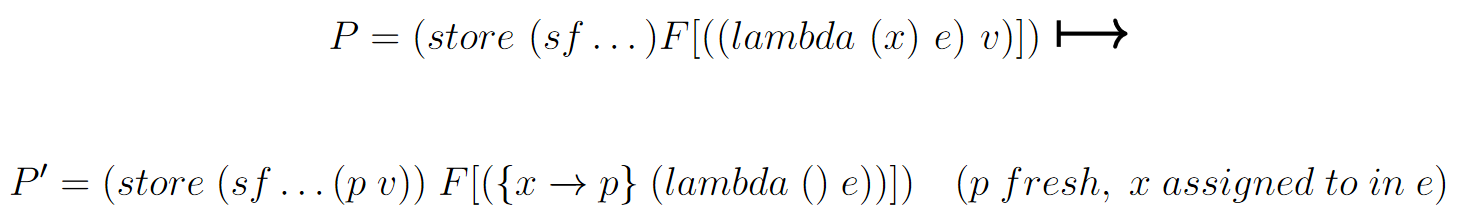 P = (store (sf ...)F[((lambda (x) e) v)]) ⟼
P′ = (store (sf ... (p v)) F[({x → p} (lambda () e))]) (p fresh, x assigned to in e)